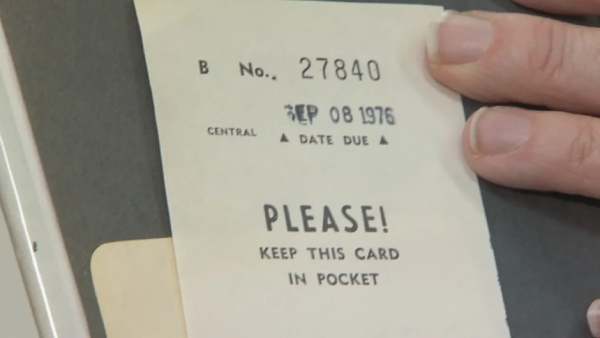 B No.. 27840
SEP 08 1976
CENTRAL ▲ DATE DUE ▲
PLEASE!
KEEP THIS CARD
IN POCKET